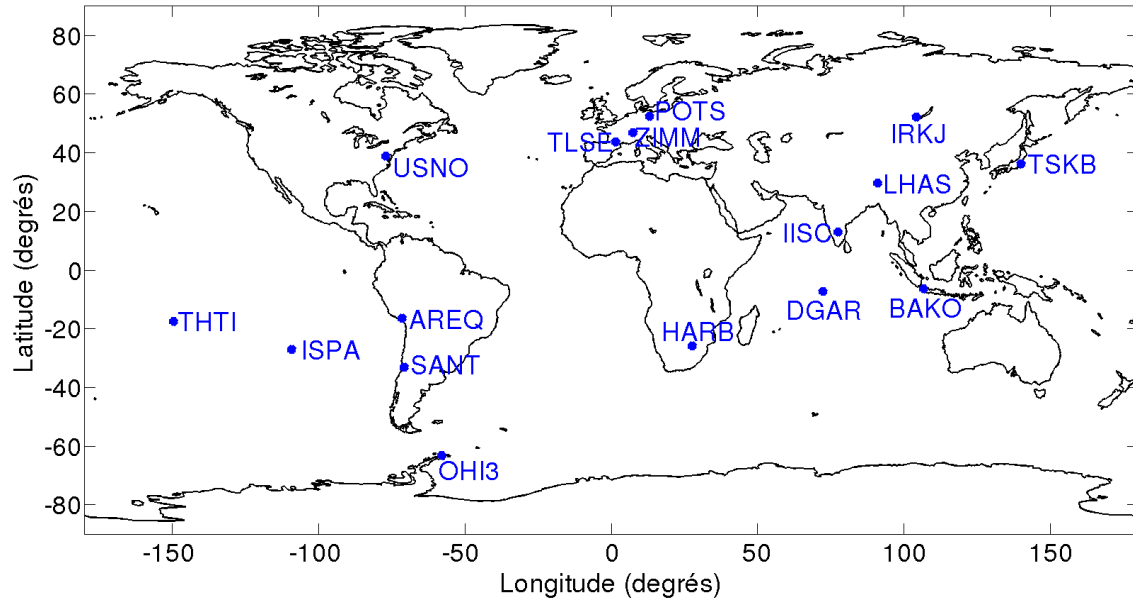 80
60
40
20
0
-20
-40
-60
-80
Latitude (degrés)
POTS
ZIMM
TLSE
IRKJ
USNO
TSKB
LHAS
IISC
DGAR
BAKO
THTI
AREQ
HARB
ISPA
SANT
OHI3
-150
-100
-50
0
50
100
150
Longitude (degrés)